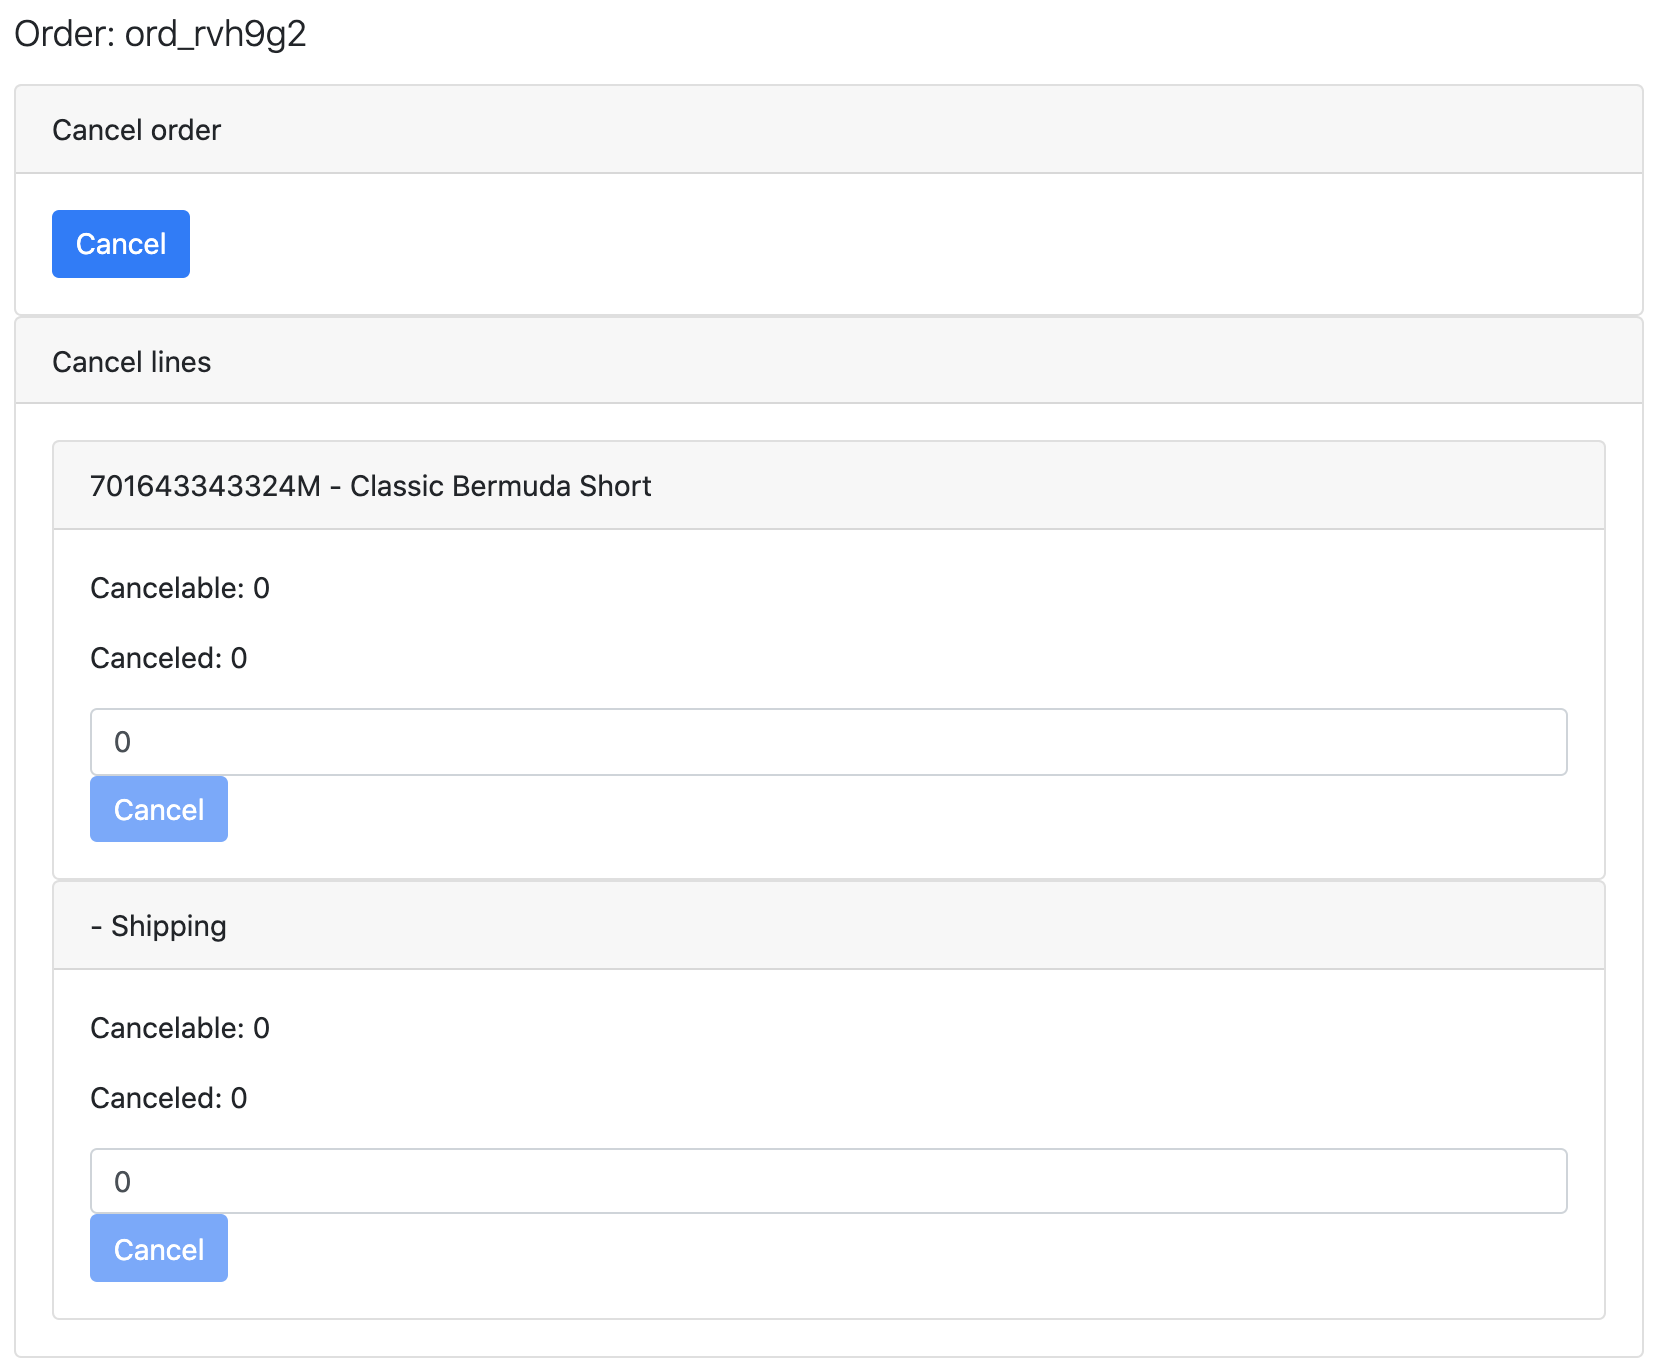 Order: ord_rvh9g2
Cancel order
Cancel
Cancel lines
701643343324M - Classic Bermuda Short
Cancelable: 0
Canceled: 0
0
Cancel
- Shipping
Cancelable: 0
Canceled: 0
0
Cancel